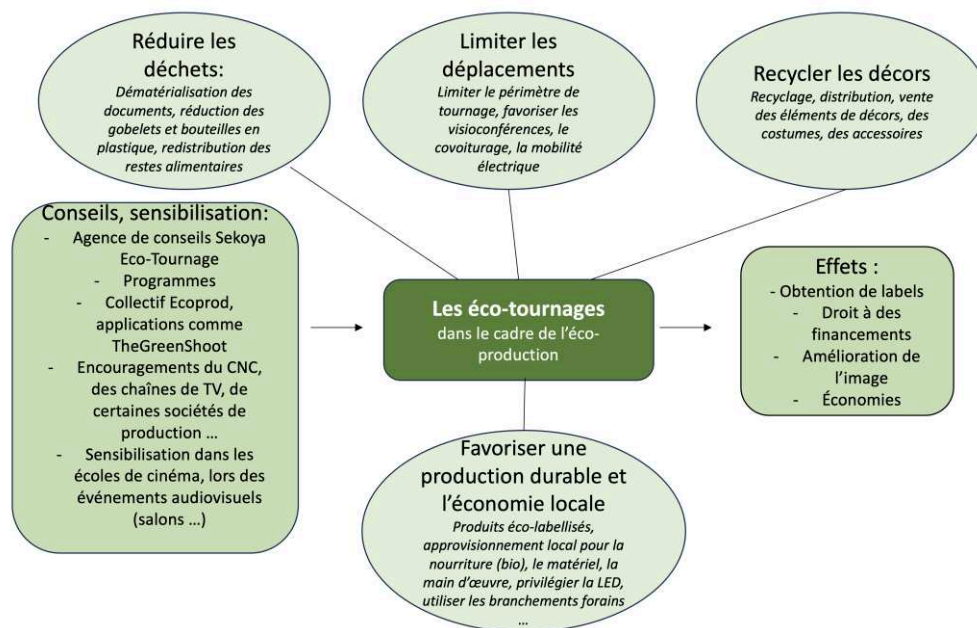 Réduire les
déchets:
Dématérialisation des
documents, réduction des
gobelets et bouteilles en
plastique, redistribution des
restes alimentaires
Limiter les
déplacements
Limiter le périmètre de
tournage, favoriser les
visioconférences, le
covoiturage, la mobilité
électrique
Recycler les décors
Recyclage, distribution, vente
des éléments de décors, des
costumes, des accessoires
Conseils, sensibilisation:
- Agence de conseils Sekoya
Eco-Tournage
- Programmes
- Collectif Ecoprod,
applications comme
TheGreenShoot
- Encouragements du CNC,
des chaînes de TV, de
certaines sociétés de
production ...
- Sensibilisation dans les
écoles de cinéma, lors des
événements audiovisuels
(salons ...)
Les éco-tournages
dans le cadre de l'éco-
production
Effets :
- Obtention de labels
- Droit à des
financements
- Amélioration de
l'image
- Économies
Favoriser une
production durable et
l'économie locale
Produits éco-labellisés,
approvisionnement local pour la
nourriture (bio), le matériel, la
main d'œuvre, privilégier la LED,
utiliser les branchements forains
...